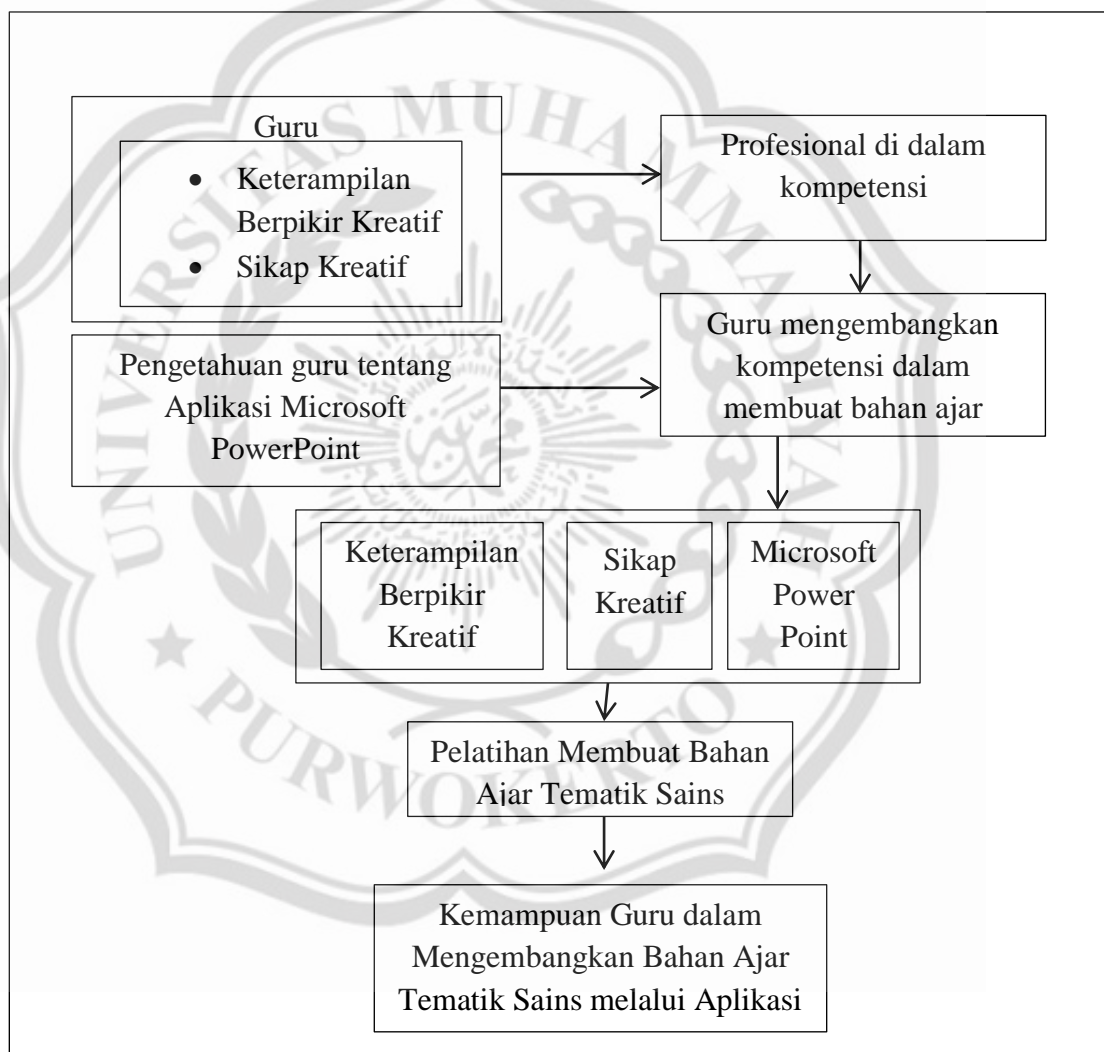 Guru
• Keterampilan
Berpikir Kreatif
• Sikap Kreatif
Profesional di dalam
kompetensi
Pengetahuan guru tentang
Aplikasi Microsoft
PowerPoint
Guru mengembangkan
kompetensi dalam
membuat bahan ajar
Keterampilan
Berpikir
Kreatif
Sikap
Kreatif
Microsoft
Power
Point
Pelatihan Membuat Bahan
Ajar Tematik Sains
Kemampuan Guru dalam
Mengembangkan Bahan Ajar
Tematik Sains melalui Aplikasi
UNIVERSITAS MUHAMMADIYAH
PURWOKERTO